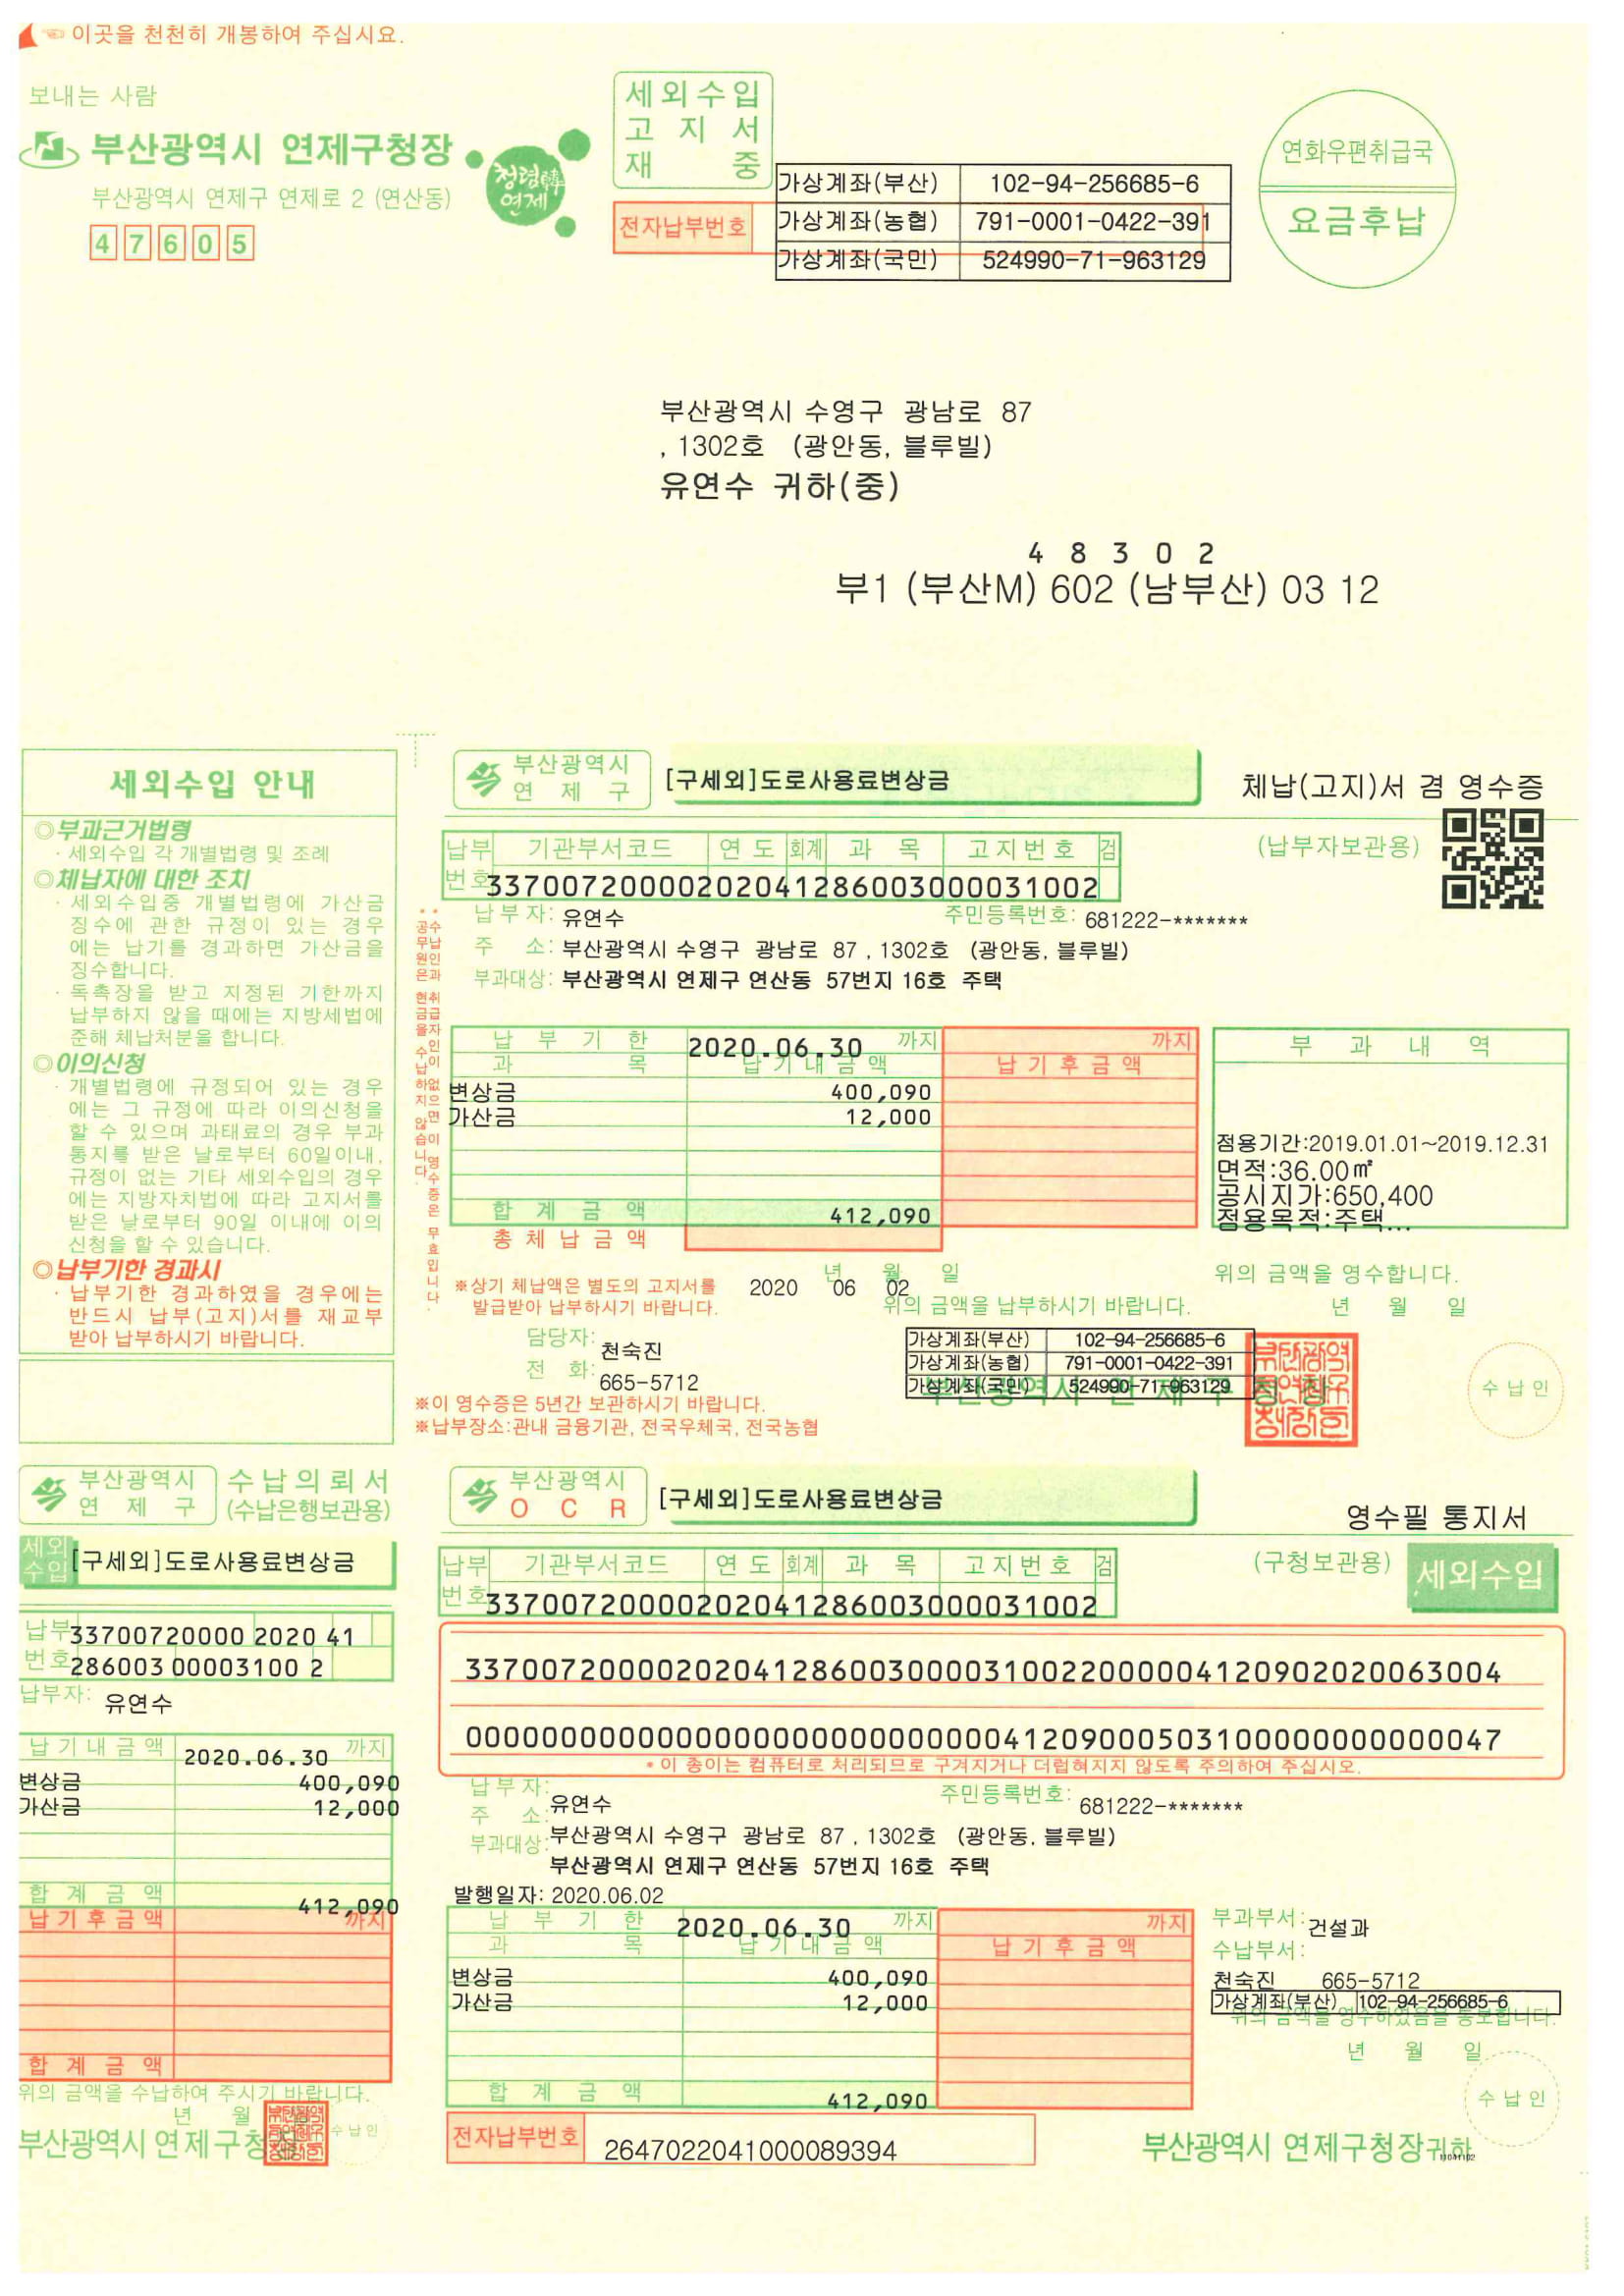 이곳을 천천히 개봉하여 주십시요.
보내는 사람
부산광역시 연제구청장
부산광역시 연제구 연제로 2 (연산동)
47605
청렴
연제
세외수입
고 지 서
재 중
전자납부번호
가상계좌(부산) 102-94-256685-6
가상계좌(농협) 791-0001-0422-391
가상계좌(국민) 524990-71-963129
연화우편취급국
요금후납
부산광역시 수영구 광남로 87
, 1302호 (광안동, 블루빌)
유연수 귀하(중)
4 8 3 0 2
부1 (부산M) 602 (남부산) 03 12
세외수입 안내
◎부과근거법령
· 세외수입 각 개별법령 및 조례
◎체납자에 대한 조치
· 세외수입중 개별법령에 가산금
징수에 관한 규정이 있는 경우
에는 납기를 경과하면 가산금을
징수합니다.
· 독촉장을 받고 지정된 기한까지
납부하지 않을 때에는 지방세법에
준해 체납처분을 합니다.
◎이의신청
· 개별법령에 규정되어 있는 경우
에는 그 규정에 따라 이의신청을
할 수 있으며 과태료의 경우 부과
통지를 받은 날로부터 60일이내,
규정이 없는 기타 세외수입의 경우
에는 지방자치법에 따라 고지서를
받은 날로부터 90일 이내에 이의
신청을 할 수 있습니다.
◎납부기한 경과시
· 납부기한 경과하였을 경우에는
반드시 납부(고지)서를 재교부
받아 납부하시기 바랍니다.
* 수납인과 취급자인이 없으면 이 영수증은 무효입니다.
* 공무원은 현금을 수납하지 않습니다.
부산광역시
연 제 구
[구세외]도로사용료변상금
체납(고지)서 겸 영수증
(납부자보관용)
납부번호 기관부서코드 연 도 회계 과 목 고지번호 검
33700720000202041286003000031002
납 부 자: 유연수 주민등록번호: 681222-*******
주 소: 부산광역시 수영구 광남로 87 , 1302호 (광안동, 블루빌)
부과대상: 부산광역시 연제구 연산동 57번지 16호 주택
납 부 기 한 2020.06.30 까지 까지
과 목 납 기 내 금 액 납 기 후 금 액
변상금 400,090
가산금 12,000
합 계 금 액 412,090
총 체 납 금 액
부 과 내 역
점용기간:2019.01.01~2019.12.31
면적:36.00㎡
공시지가:650,400
점용목적:주택...
※상기 체납액은 별도의 고지서를
발급받아 납부하시기 바랍니다.
2020 년 06 월 02 일
위의 금액을 납부하시기 바랍니다.
위의 금액을 영수합니다.
년 월 일
담당자: 천숙진
전 화: 665-5712
가상계좌(부산) 102-94-256685-6
가상계좌(농협) 791-0001-0422-391
가상계좌(국민) 524990-71-963129
부산광역시 연 제 구 청 장
수 납 인
※이 영수증은 5년간 보관하시기 바랍니다.
※납부장소:관내 금융기관, 전국우체국, 전국농협
부산광역시
연 제 구
수 납 의 뢰 서
(수납은행보관용)
세외수입
[구세외]도로사용료변상금
납부번호
33700720000 2020 41
286003 00003100 2
납부자: 유연수
납 기 내 금 액 2020.06.30 까지
변상금 400,090
가산금 12,000
합 계 금 액 412,090
납 기 후 금 액 까지
합 계 금 액
위의 금액을 수납하여 주시기 바랍니다.
년 월
부산광역시 연제구청장
수 납 인
부산광역시
O C R
[구세외]도로사용료변상금
영수필 통지서
(구청보관용)
세외수입
납부번호 기관부서코드 연 도 회계 과 목 고지번호 검
33700720000202041286003000031002
337007200002020412860030000310022000004120902020063004
000000000000000000000000000041209000503100000000000047
* 이 종이는 컴퓨터로 처리되므로 구겨지거나 더럽혀지지 않도록 주의하여 주십시오.
납 부 자: 유연수 주민등록번호: 681222-*******
주 소: 부산광역시 수영구 광남로 87 , 1302호 (광안동, 블루빌)
부과대상: 부산광역시 연제구 연산동 57번지 16호 주택
발행일자: 2020.06.02
납 부 기 한 2020.06.30 까지 까지
과 목 납 기 내 금 액 납 기 후 금 액
변상금 400,090
가산금 12,000
합 계 금 액 412,090
부과부서: 건설과
수납부서:
천숙진 665-5712
가상계좌(부산) 102-94-256685-6
위의 금액을 영수하였음을 통보합니다.
년 월 일
수 납 인
전자납부번호 2647022041000089394
부산광역시 연제구청장귀하